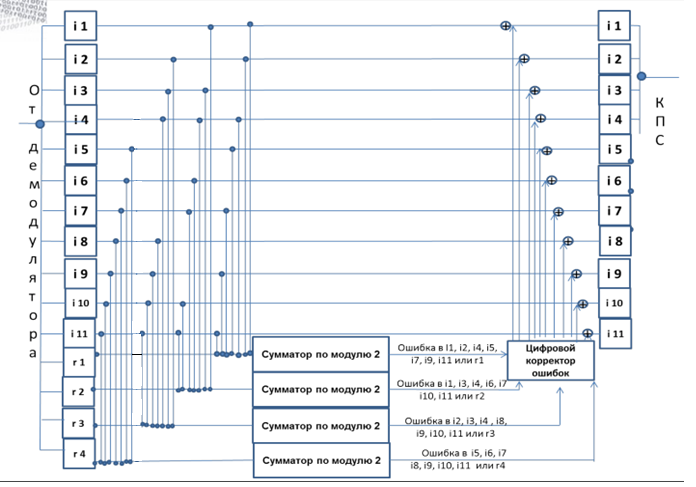 От демодулятора
i 1
i 2
i 3
i 4
i 5
i 6
i 7
i 8
i 9
i 10
i 11
r 1
r 2
r 3
r 4
Сумматор по модулю 2
Сумматор по модулю 2
Сумматор по модулю 2
Сумматор по модулю 2
Ошибка в I1, i2, i4, i5,
i7, i9, i11 или r1
Ошибка в i1, i3, i4, i6, i7
i10, i11 или r2
Ошибка в i2, i3, i4 , i8,
i9, i10, i11 или r3
Ошибка в i5, i6, i7
i8, i9, i10, i11 или r4
Цифровой
корректор
ошибок
i 1
i 2
i 3
i 4
i 5
i 6
i 7
i 8
i 9
i 10
i 11
КПС